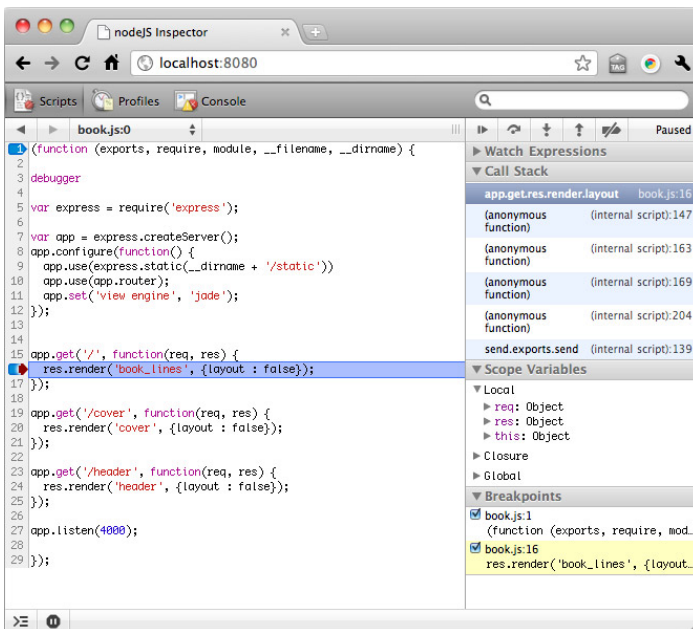 nodeJS Inspector
localhost:8080
TAG
Scripts Profiles Console
book.js:0
1 (function (exports, require, module, __filename, __dirname) {
2
3 debugger
4
5 var express = require('express');
6
7 var app = express.createServer();
8 app.configure(function() {
9 app.use(express.static(__dirname + '/static'))
10 app.use(app.router);
11 app.set('view engine', 'jade');
12 });
13
14
15 app.get('/', function(req, res) {
res.render('book_lines', {layout : false});
17 });
18
19 app.get('/cover', function(req, res) {
20 res.render('cover', {layout : false});
21 });
22
23 app.get('/header', function(req, res) {
24 res.render('header', {layout : false});
25 });
26
27 app.listen(4000);
28
29 });
Paused
Watch Expressions
Call Stack
app.get.res.render.layout book.js:16
(anonymous function) (internal script):147
(anonymous function) (internal script):163
(anonymous function) (internal script):169
(anonymous function) (internal script):204
send.exports.send (internal script):139
Scope Variables
Local
req: Object
res: Object
this: Object
Closure
Global
Breakpoints
book.js:1
(function (exports, require, mod...
book.js:16
res.render('book_lines', {layout...